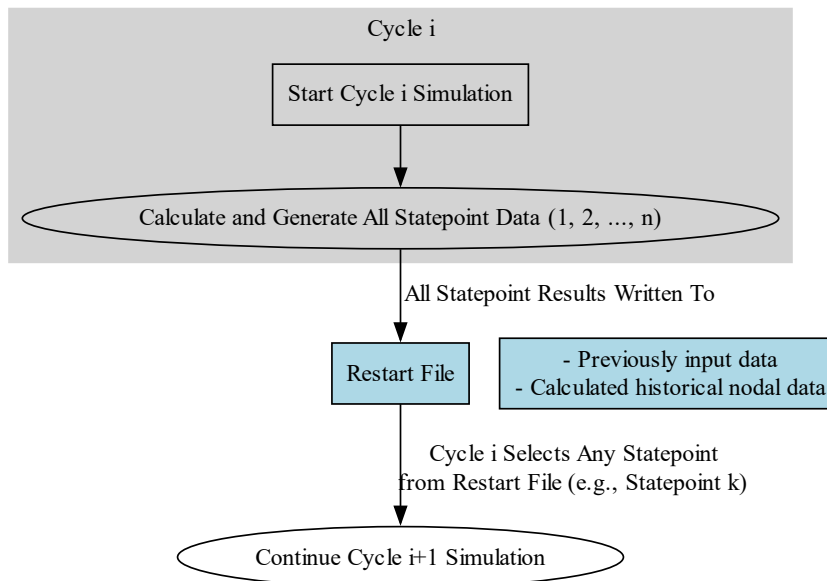 Cycle i
Start Cycle i Simulation
Calculate and Generate All Statepoint Data (1, 2, ..., n)
All Statepoint Results Written To
Restart File
- Previously input data
- Calculated historical nodal data
Cycle i Selects Any Statepoint
from Restart File (e.g., Statepoint k)
Continue Cycle i+1 Simulation